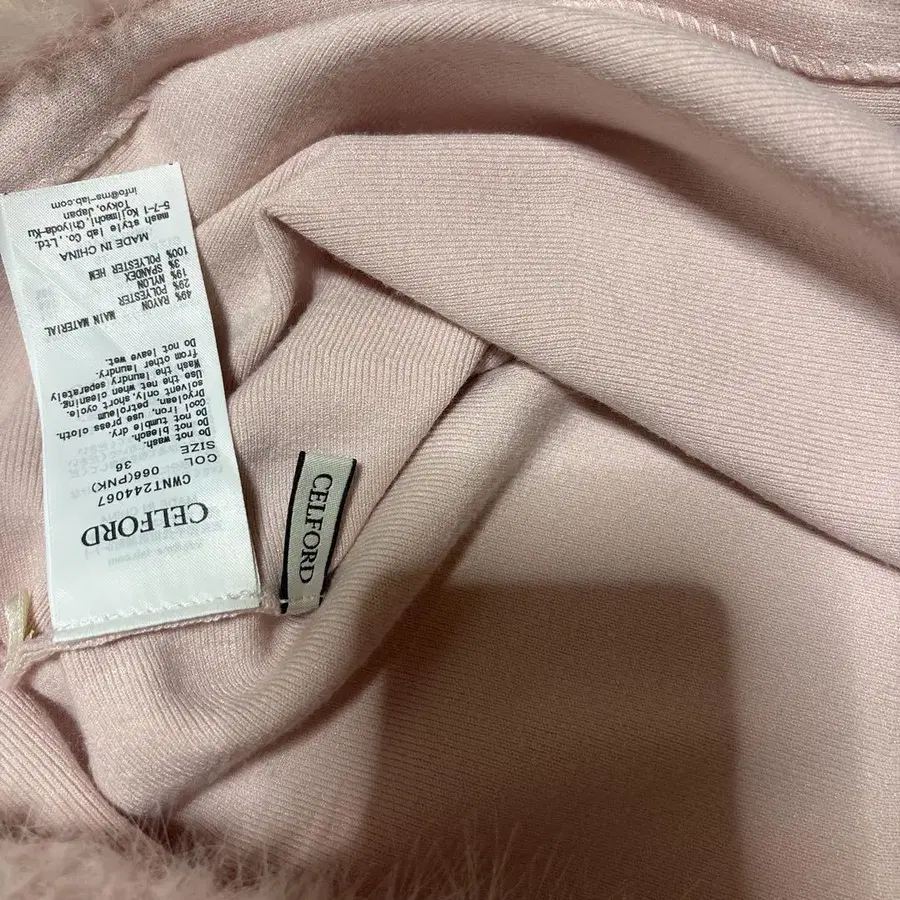 CELFORD
CWNT244067
COL 066(PNK)
SIZE 36
Do not wash.
Do not bleach.
Do not tumble dry.
Cool iron, use press cloth.
Dryclean, petroleum
solvent only, short cycle.
Use the net when cleaning.
Wash the laundry separately
from other laundry.
Do not leave wet.
MAIN MATERIAL
49% RAYON
29% POLYESTER
19% NYLON
3% SPANDEX
100% POLYESTER HEM
MADE IN CHINA
mash style lab Co., Ltd.
5-7-1 Kojimachi,Chiyoda-Ku
Tokyo,Japan
info@ms-lab.com
CELFORD